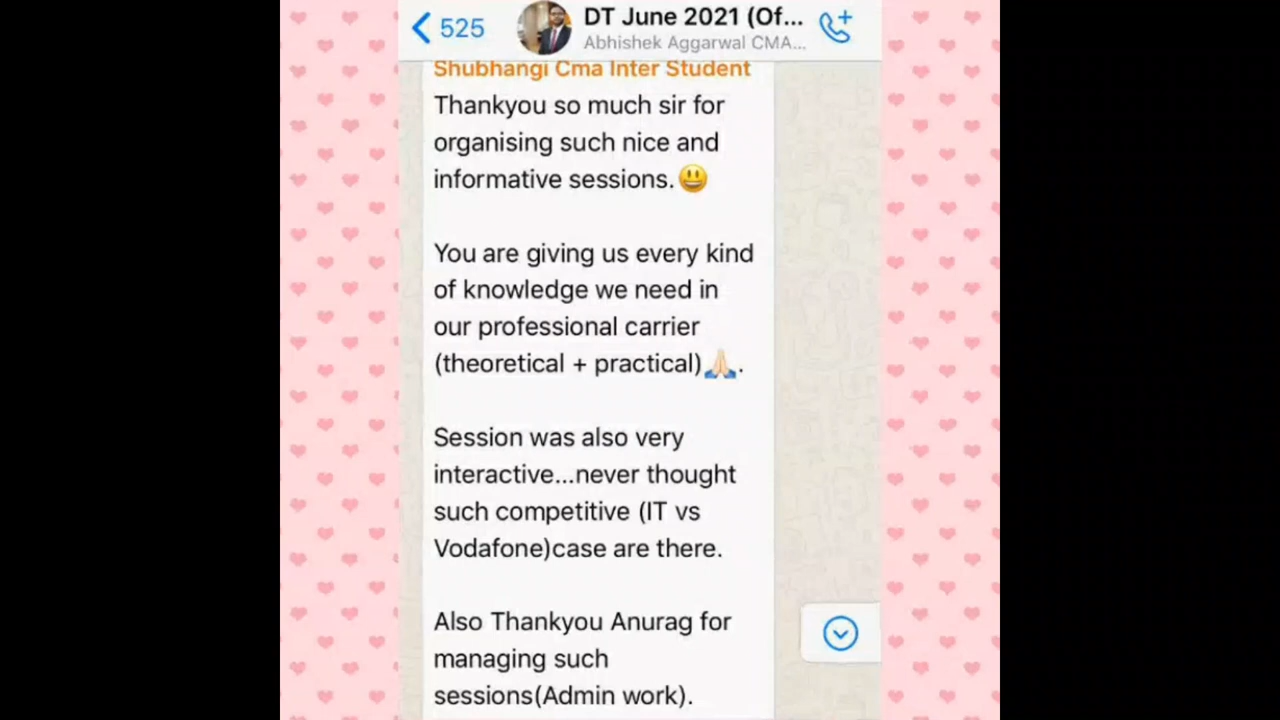 525
DT June 2021 (Of...
Abhishek Aggarwal CMA...
Shubhangi Cma Inter Student
Thankyou so much sir for
organising such nice and
informative sessions.😃
You are giving us every kind
of knowledge we need in
our professional carrier
(theoretical + practical)🙏🏻.
Session was also very
interactive...never thought
such competitive (IT vs
Vodafone)case are there.
Also Thankyou Anurag for
managing such
sessions(Admin work).